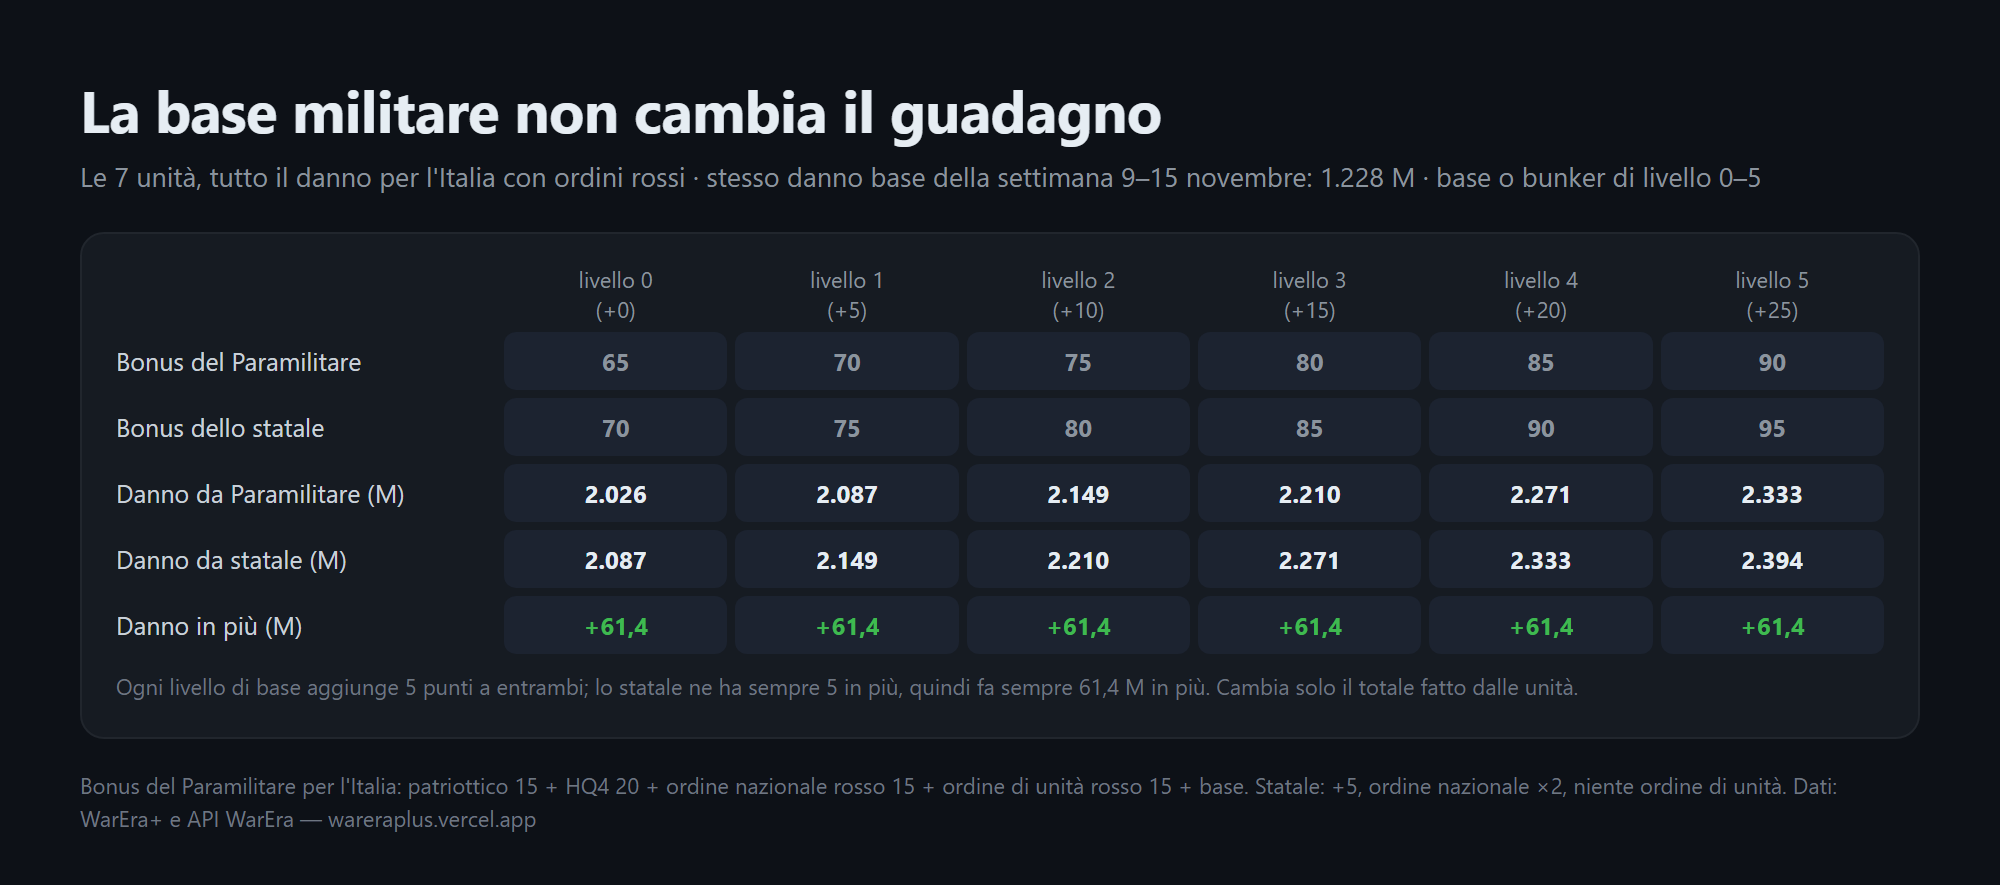 La base militare non cambia il guadagno
Le 7 unità, tutto il danno per l'Italia con ordini rossi · stesso danno base della settimana 9–15 novembre: 1.228 M · base o bunker di livello 0–5
livello 0 livello 1 livello 2 livello 3 livello 4 livello 5
(+0) (+5) (+10) (+15) (+20) (+25)
Bonus del Paramilitare 65 70 75 80 85 90
Bonus dello statale 70 75 80 85 90 95
Danno da Paramilitare (M) 2.026 2.087 2.149 2.210 2.271 2.333
Danno da statale (M) 2.087 2.149 2.210 2.271 2.333 2.394
Danno in più (M) +61,4 +61,4 +61,4 +61,4 +61,4 +61,4
Ogni livello di base aggiunge 5 punti a entrambi; lo statale ne ha sempre 5 in più, quindi fa sempre 61,4 M in più. Cambia solo il totale fatto dalle unità.
Bonus del Paramilitare per l'Italia: patriottico 15 + HQ4 20 + ordine nazionale rosso 15 + ordine di unità rosso 15 + base. Statale: +5, ordine nazionale ×2, niente ordine di unità. Dati:
WarEra+ e API WarEra — wareraplus.vercel.app